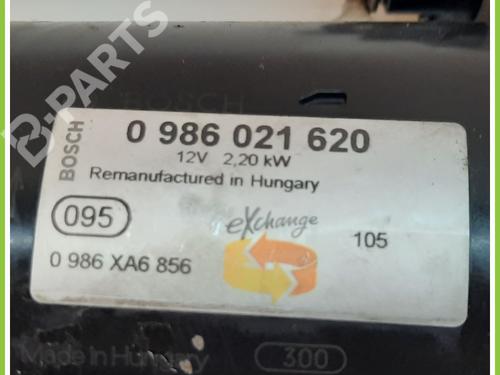 B-PARTS
BOSCH
BOSCH
0 986 021 620
12V 2,20 kW
Remanufactured in Hungary
095
eXchange
105
0 986 XA6 856
Made in Hungary
300